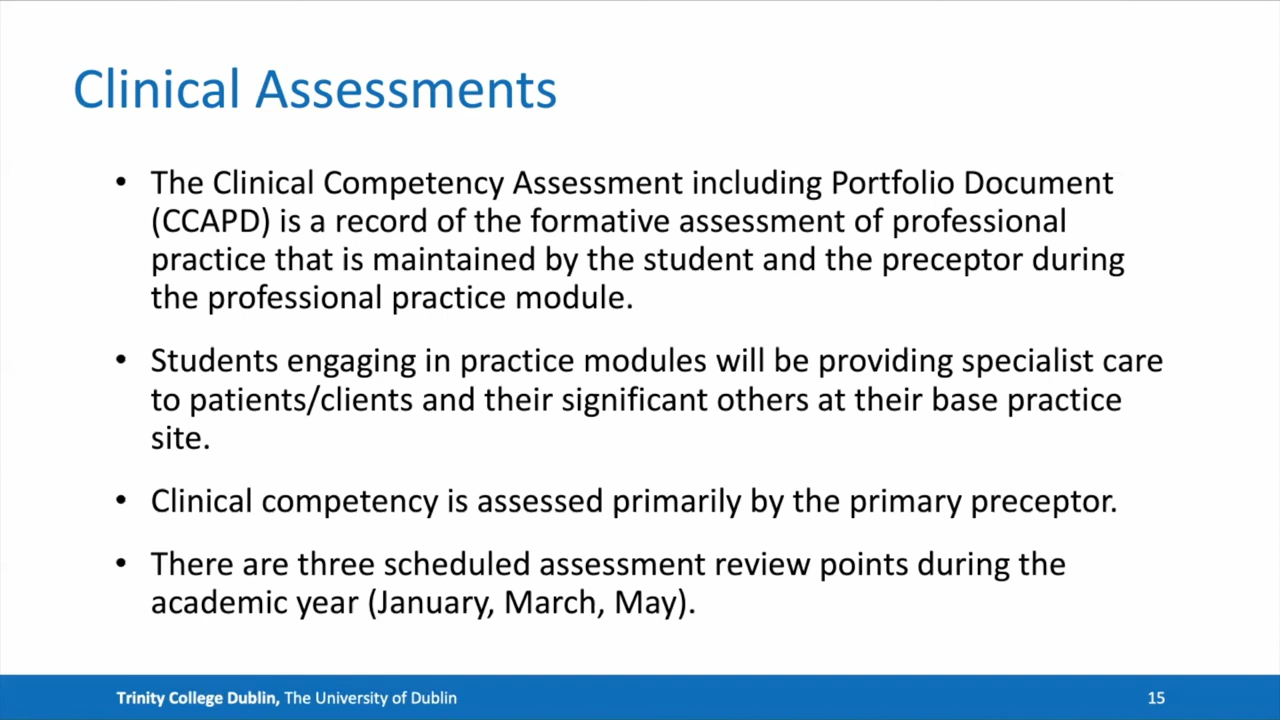 Clinical Assessments
• The Clinical Competency Assessment including Portfolio Document
(CCAPD) is a record of the formative assessment of professional
practice that is maintained by the student and the preceptor during
the professional practice module.
• Students engaging in practice modules will be providing specialist care
to patients/clients and their significant others at their base practice
site.
• Clinical competency is assessed primarily by the primary preceptor.
• There are three scheduled assessment review points during the
academic year (January, March, May).
Trinity College Dublin, The University of Dublin
15